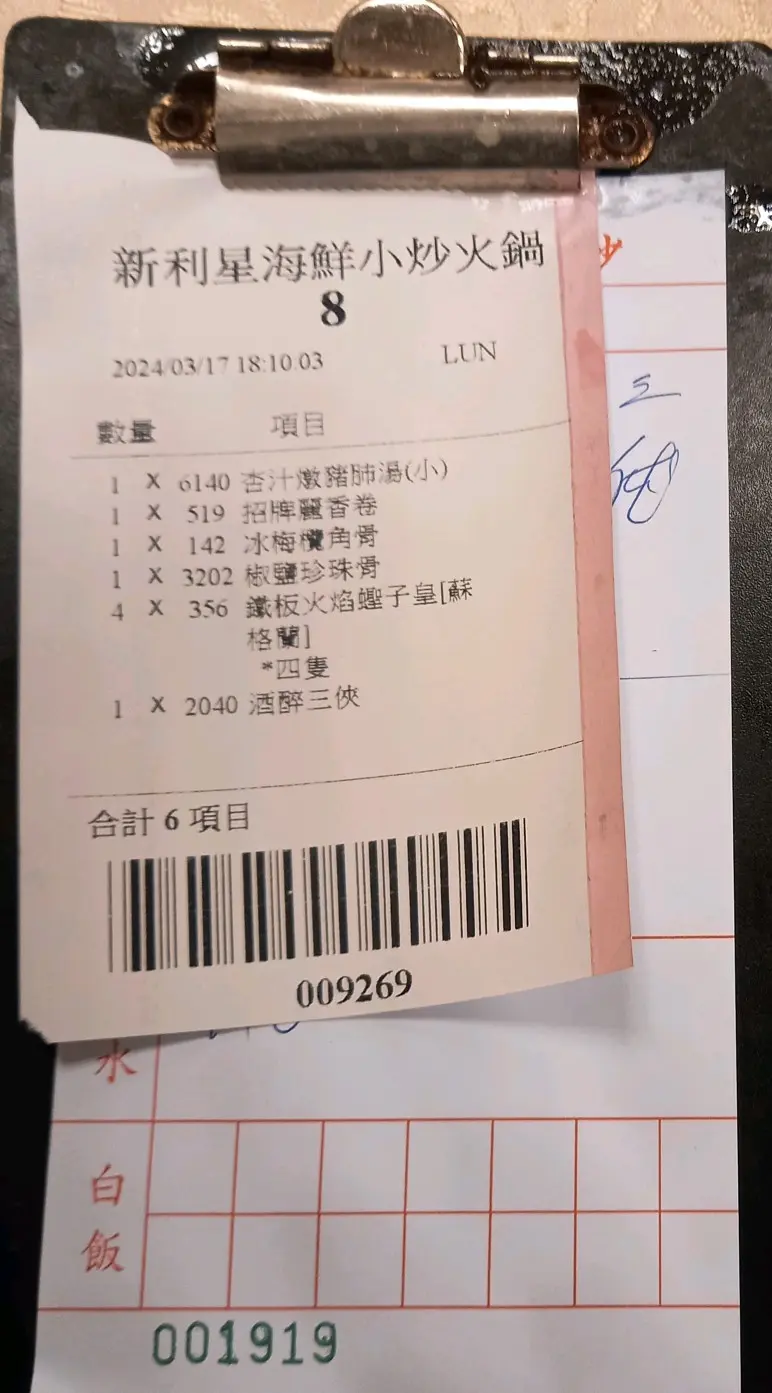 新利星海鮮小炒火鍋
8
2024/03/17 18:10:03 LUN
數量 項目
1 X 6140 杏汁燉豬肺湯(小)
1 X 519 招牌麗香卷
1 X 142 冰梅欖角骨
1 X 3202 椒鹽珍珠骨
4 X 356 鐵板火焰蟶子皇[蘇
格蘭]
*四隻
1 X 2040 酒醉三俠
合計 6 項目
009269
炒
三
水
白飯
001919